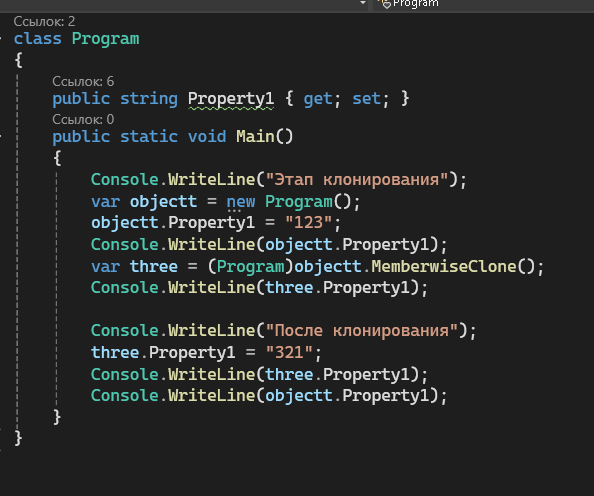 Program
Ссылок: 2
class Program
{
Ссылок: 6
public string Property1 { get; set; }
Ссылок: 0
public static void Main()
{
Console.WriteLine("Этап клонирования");
var objectt = new Program();
objectt.Property1 = "123";
Console.WriteLine(objectt.Property1);
var three = (Program)objectt.MemberwiseClone();
Console.WriteLine(three.Property1);
Console.WriteLine("После клонирования");
three.Property1 = "321";
Console.WriteLine(three.Property1);
Console.WriteLine(objectt.Property1);
}
}